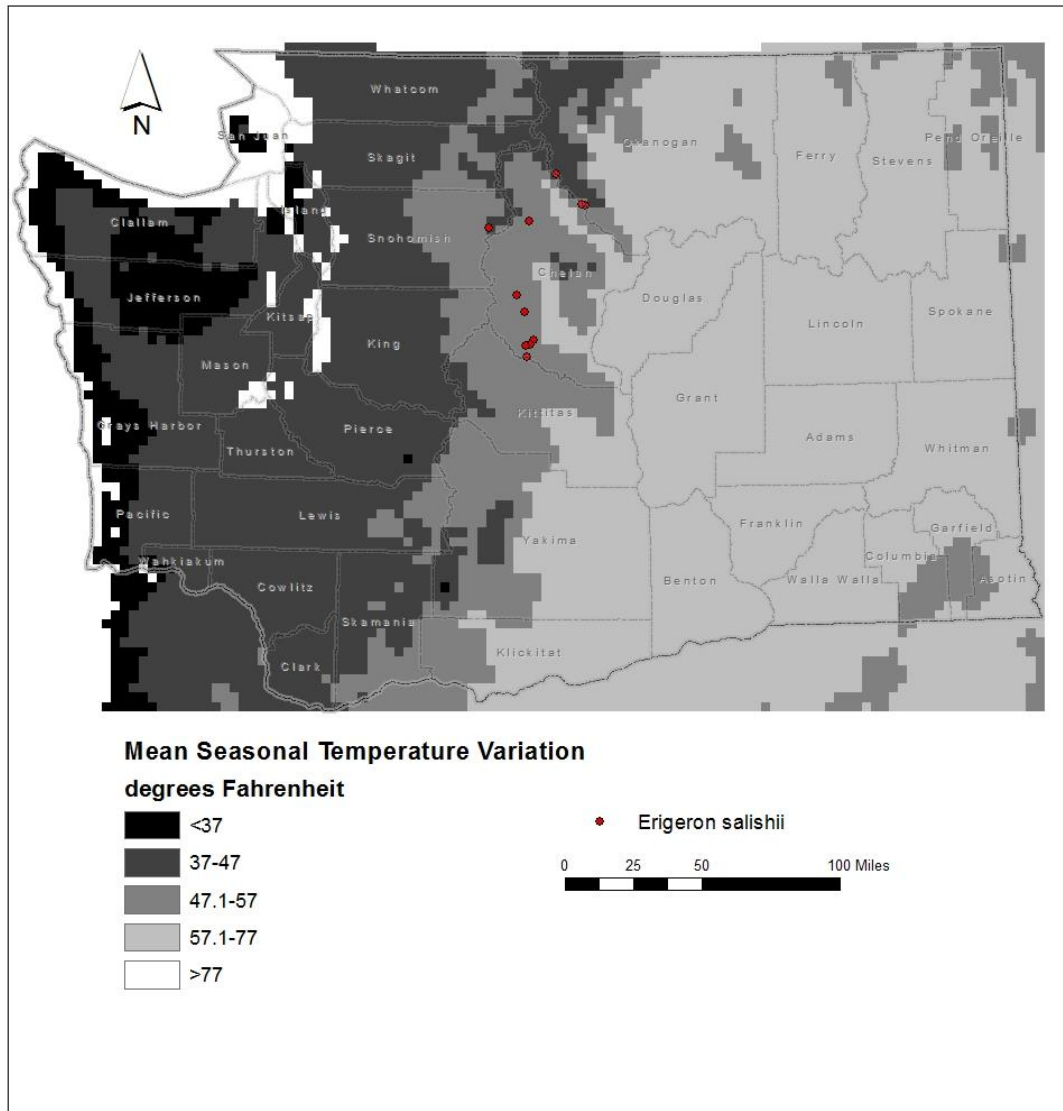 N
Whatcom
San Juan
Skagit
Okanogan
Ferry
Stevens
Pend Oreille
Island
Clallam
Snohomish
Chelan
Jefferson
Kitsap
Douglas
Lincoln
Spokane
King
Mason
Grant
Grays Harbor
Kittitas
Pierce
Adams
Whitman
Thurston
Pacific
Lewis
Yakima
Franklin
Garfield
Columbia
Wahkiakum
Cowlitz
Benton
Walla Walla
Asotin
Skamania
Klickitat
Clark
Mean Seasonal Temperature Variation
degrees Fahrenheit
<37
37-47
47.1-57
57.1-77
>77
Erigeron salishii
0 25 50 100 Miles